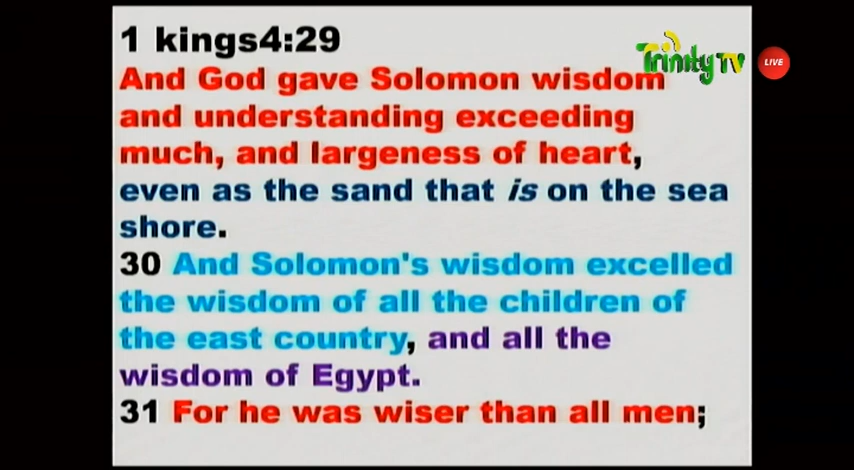 1 kings4:29
And God gave Solomon wisdom
and understanding exceeding
much, and largeness of heart,
even as the sand that is on the sea
shore.
30 And Solomon's wisdom excelled
the wisdom of all the children of
the east country, and all the
wisdom of Egypt.
31 For he was wiser than all men;
Trinity TV
LIVE